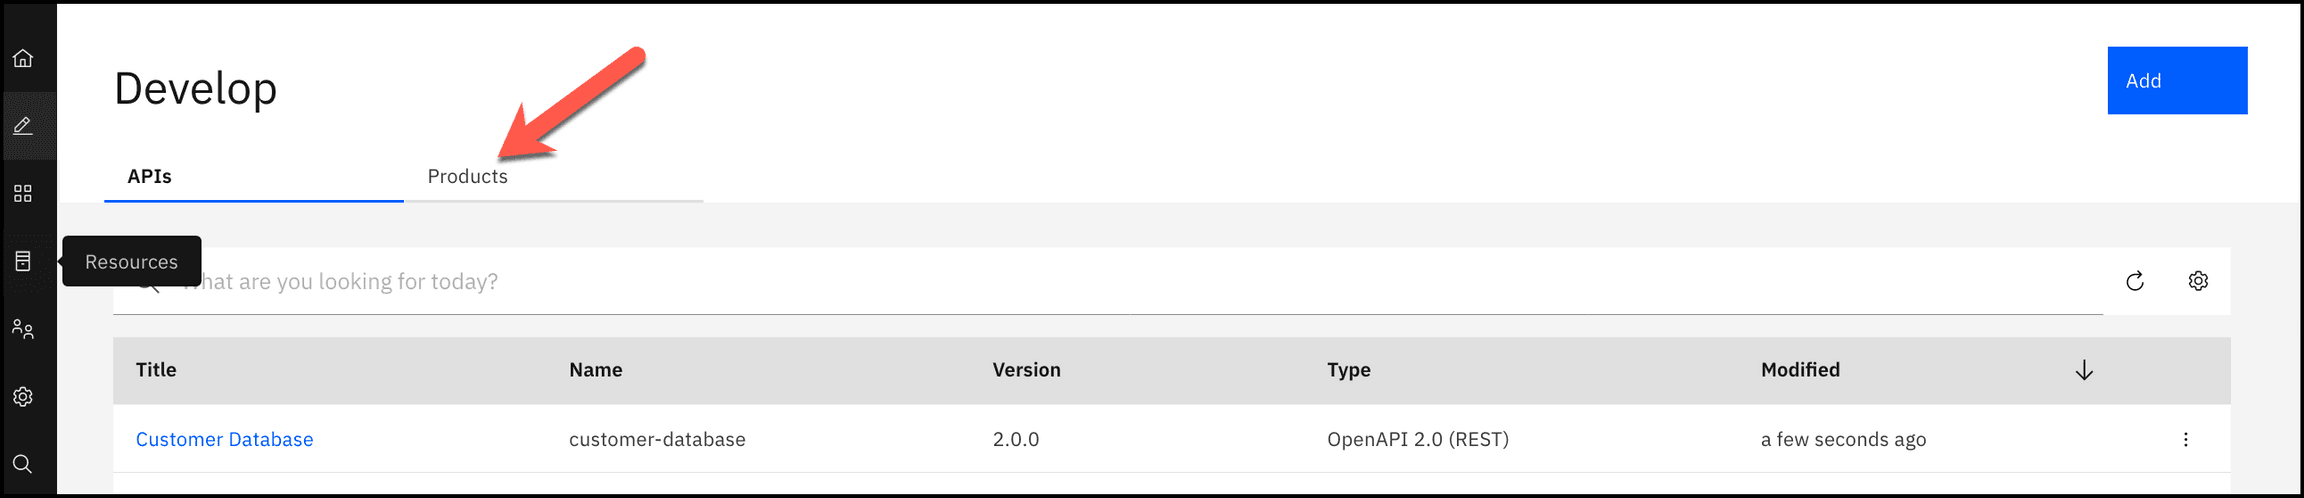 Develop
Add
APIs Products
Resources
What are you looking for today?
Title Name Version Type Modified
Customer Database customer-database 2.0.0 OpenAPI 2.0 (REST) a few seconds ago